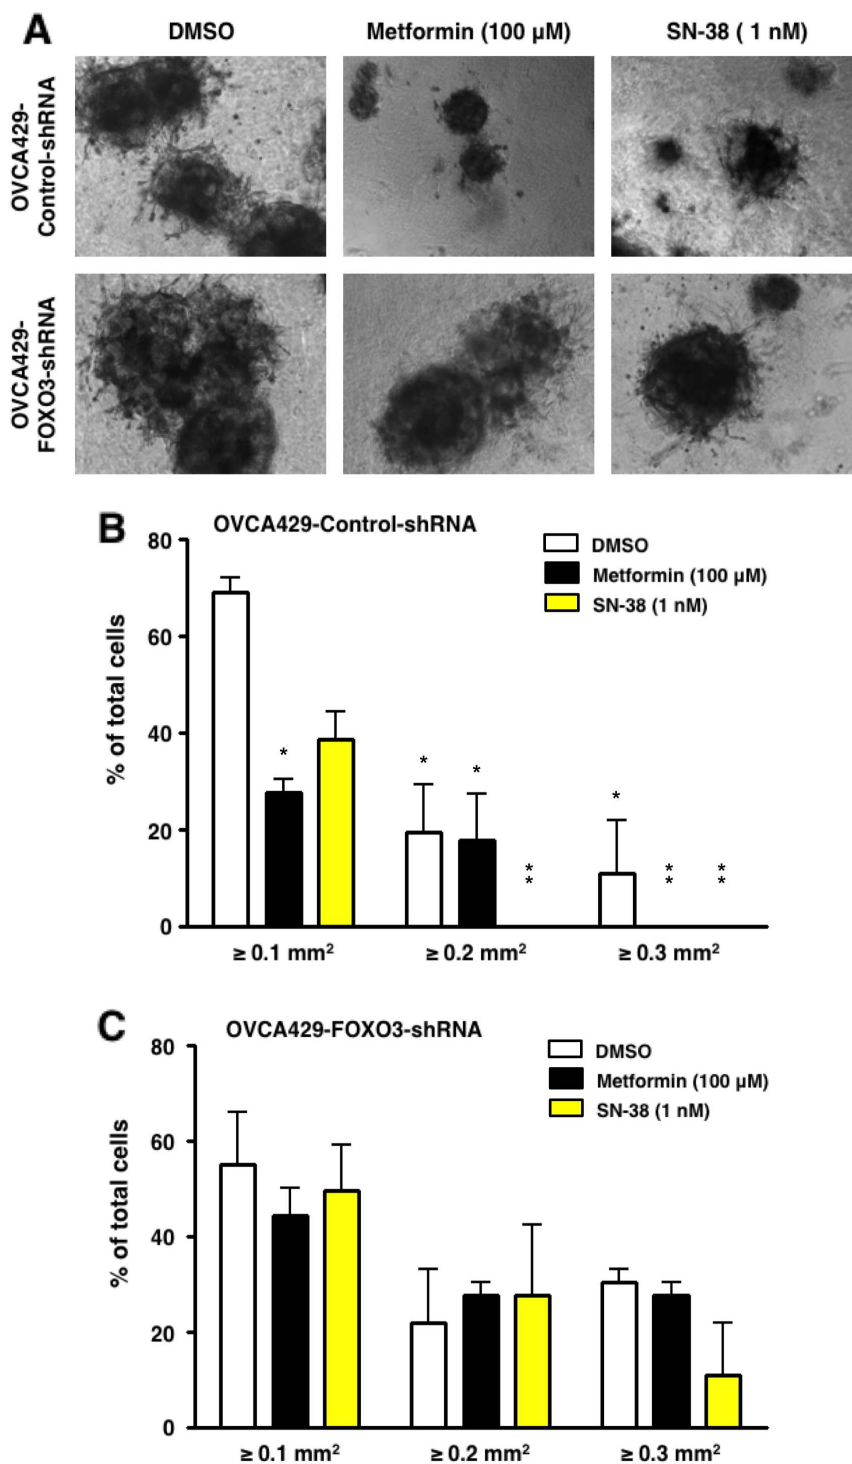 A
DMSO
Metformin (100 µM)
SN-38 ( 1 nM)
OVCA429-
Control-shRNA
OVCA429-
FOXO3-shRNA
B
OVCA429-Control-shRNA
DMSO
Metformin (100 µM)
SN-38 (1 nM)
% of total cells
80
60
40
20
0
*
*
*
*
*
*
*
*
*
*
≥ 0.1 mm²
≥ 0.2 mm²
≥ 0.3 mm²
C
OVCA429-FOXO3-shRNA
DMSO
Metformin (100 µM)
SN-38 (1 nM)
% of total cells
80
60
40
20
0
≥ 0.1 mm²
≥ 0.2 mm²
≥ 0.3 mm²